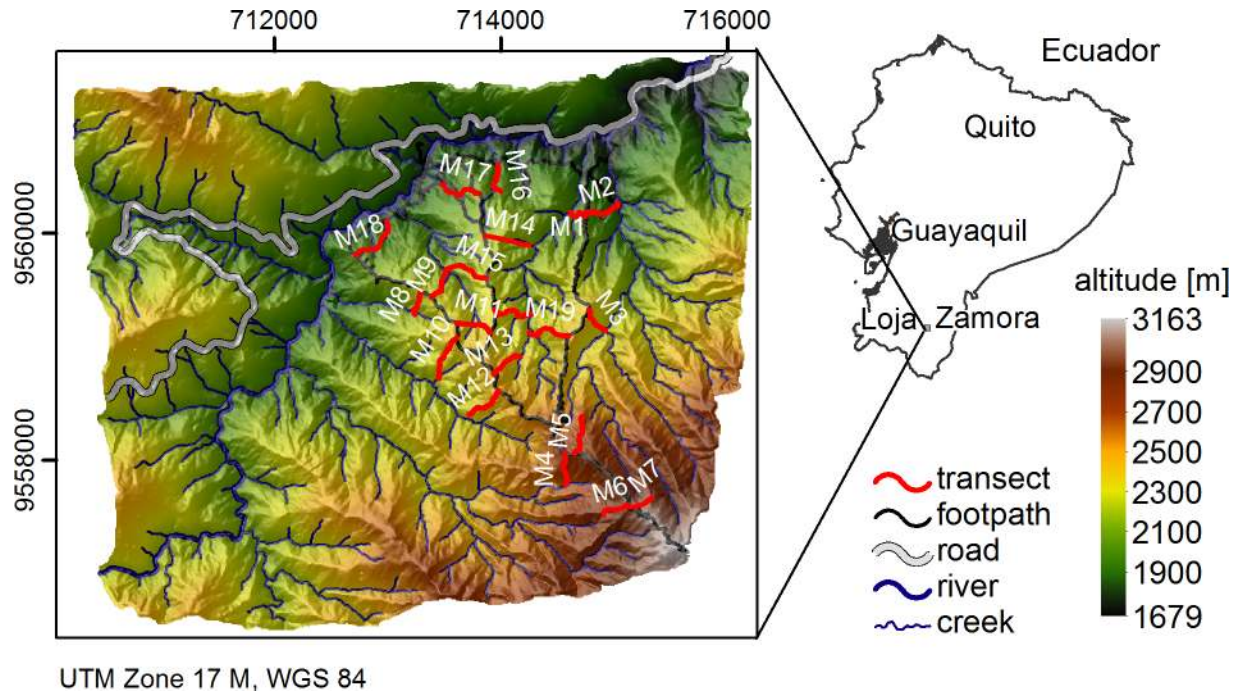 712000
714000
716000
Ecuador
Quito
M17
M16
M2
9560000
M18
M14
M1
Guayaquil
M15
M9
M8
M11
M19
M3
altitude [m]
Loja
Zamora
3163
M10
M13
2900
M12
2700
M5
2500
9558000
M4
transect
2300
M6
M7
footpath
2100
road
1900
river
1679
creek
UTM Zone 17 M, WGS 84